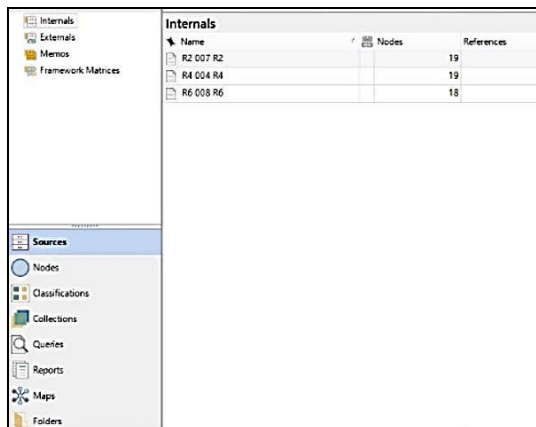 Internals
Externals
Memos
Framework Matrices
Sources
Nodes
Classifications
Collections
Queries
Reports
Maps
Folders
Internals
Name Nodes References
R2 007 R2 19
R4 004 R4 19
R6 008 R6 18